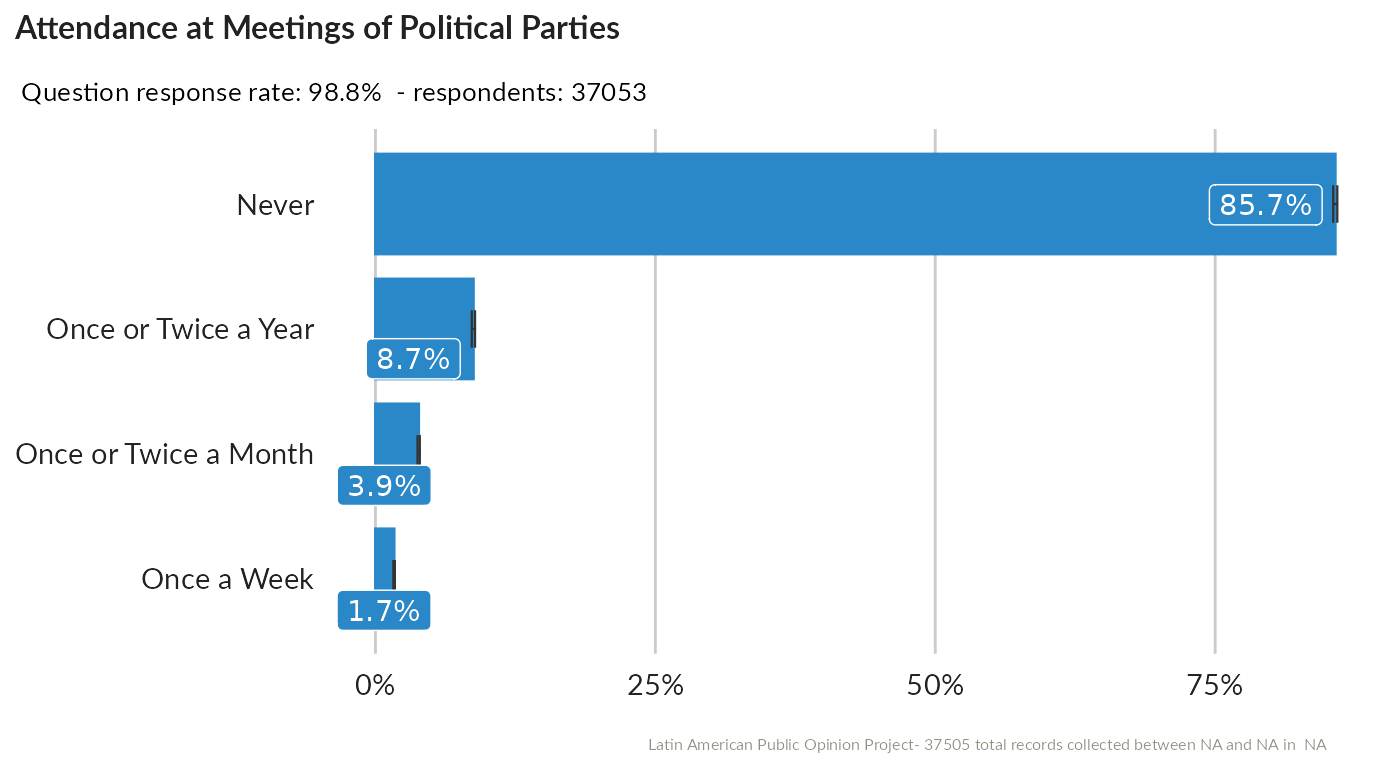 Attendance at Meetings of Political Parties
Question response rate: 98.8%  - respondents: 37053
Never
85.7%
Once or Twice a Year
8.7%
Once or Twice a Month
3.9%
Once a Week
1.7%
0% 25% 50% 75%
Latin American Public Opinion Project- 37505 total records collected between NA and NA in  NA